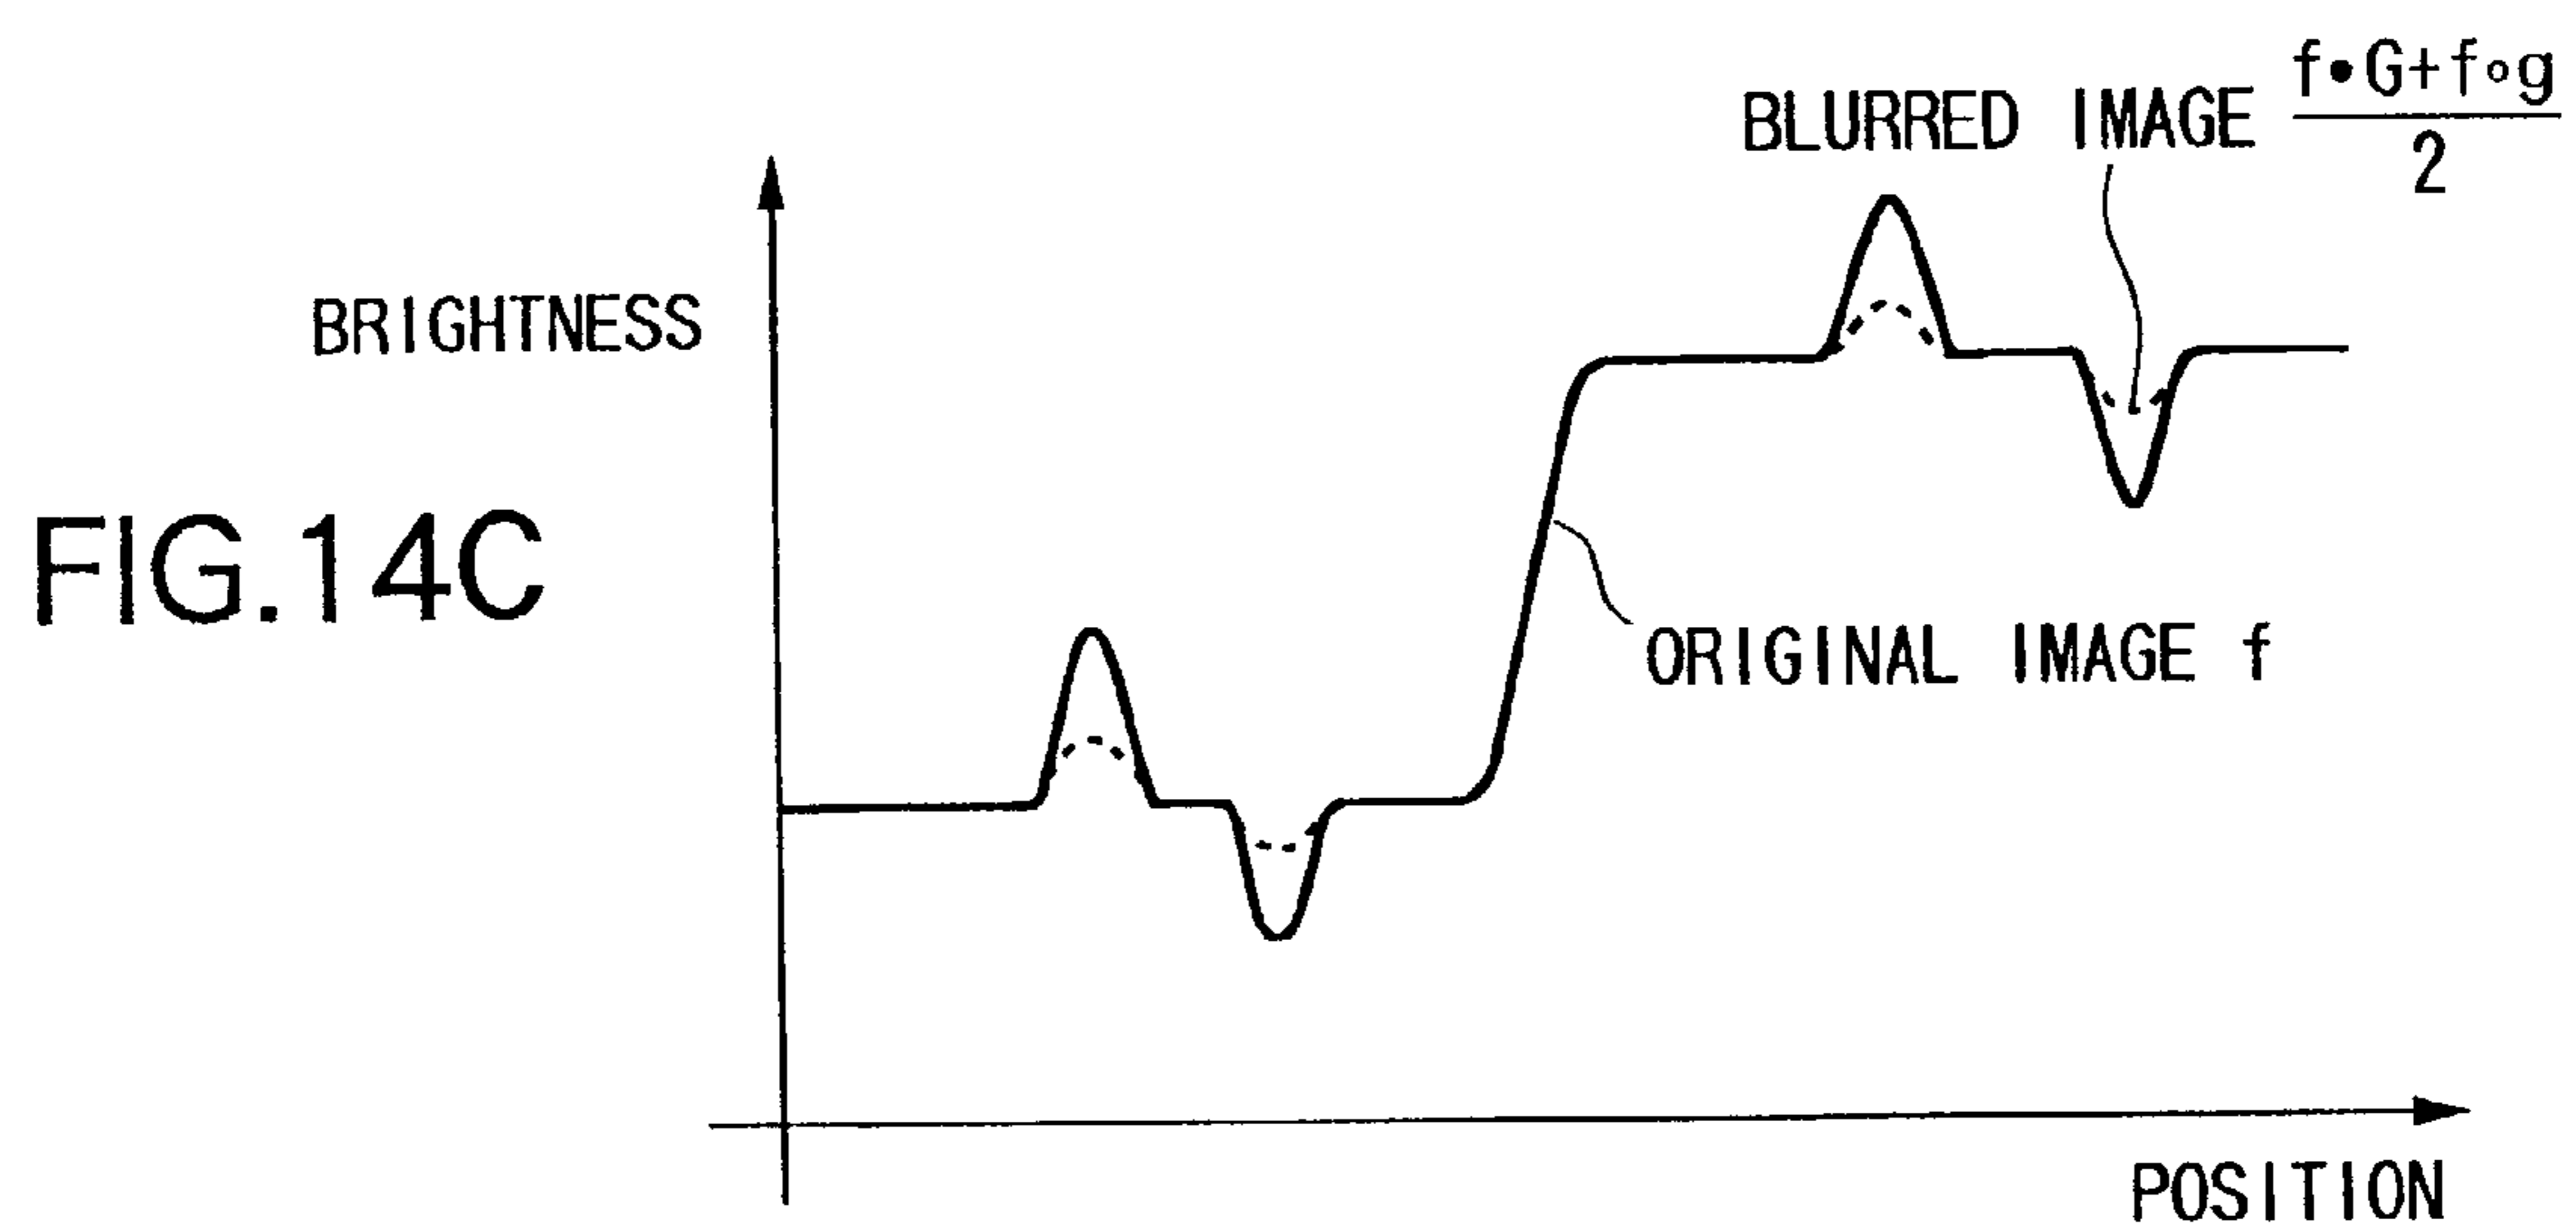 BLURRED IMAGE f•G+f∘g
2
BRIGHTNESS
FIG.14C
ORIGINAL IMAGE f
POSITION